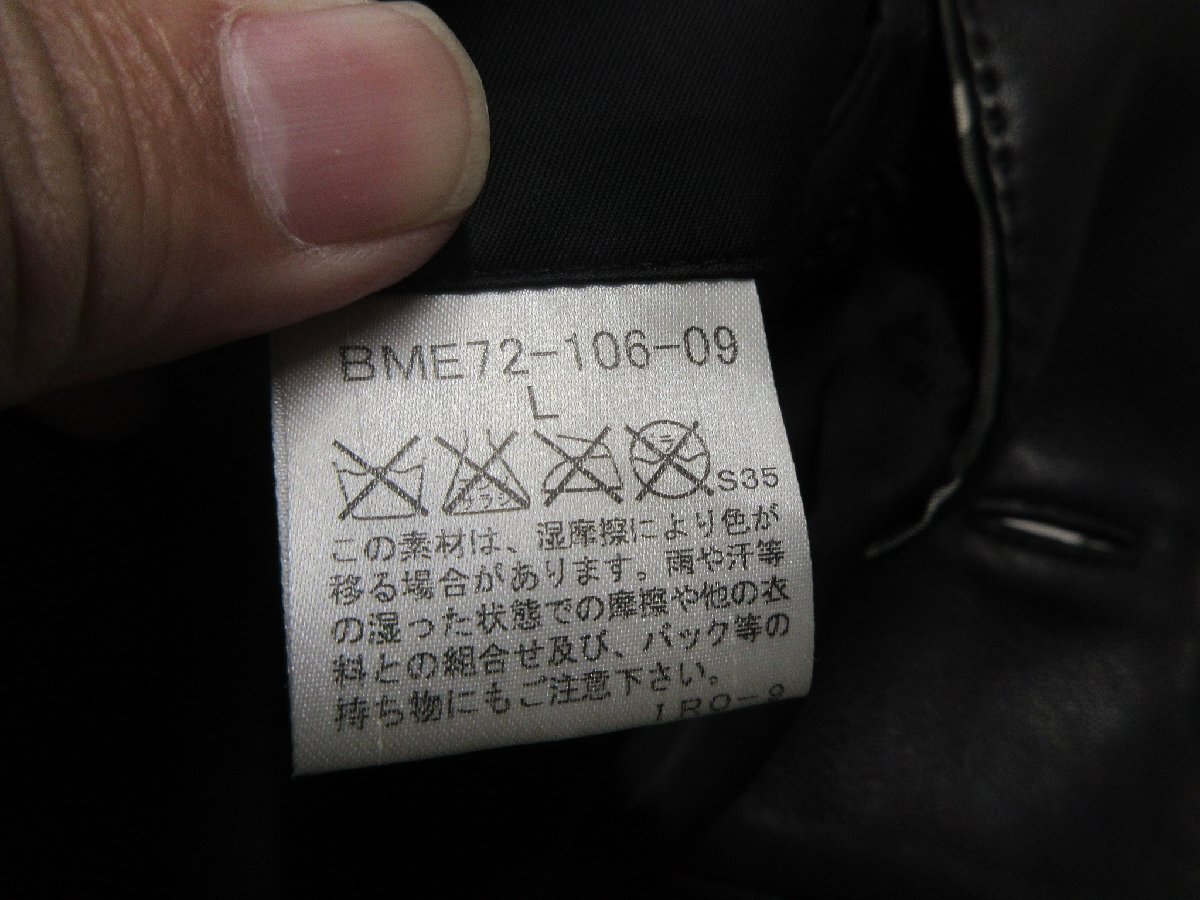 BME72-106-09
L
S35
この素材は、湿摩擦により色が
移る場合があります。雨や汗等
の湿った状態での摩擦や他の衣
料との組合せ及び、バック等の
持ち物にもご注意下さい。
IRO-8